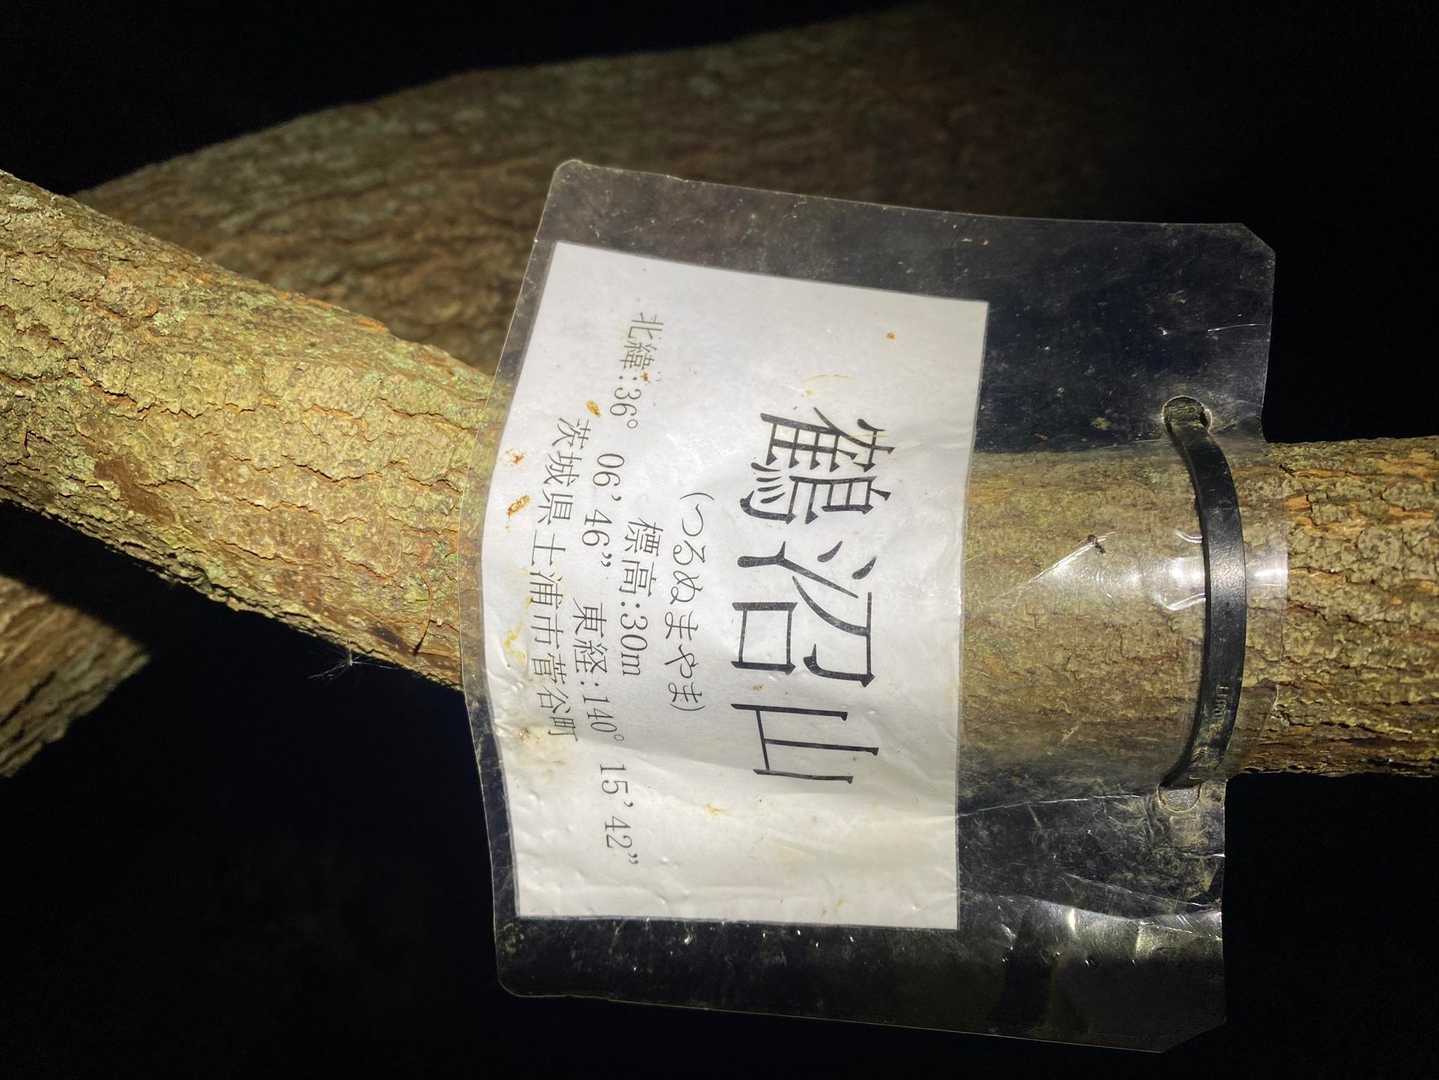 鶴沼山
(つるぬまやま)
標高:30m
北緯:36° 06’46” 東経:140° 15’42”
茨城県土浦市菅谷町